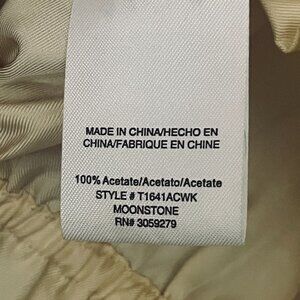 MADE IN CHINA/HECHO EN
CHINA/FABRIQUE EN CHINE
100% Acetate/Acetato/Acetate
STYLE # T1641ACWK
MOONSTONE
RN# 3059279